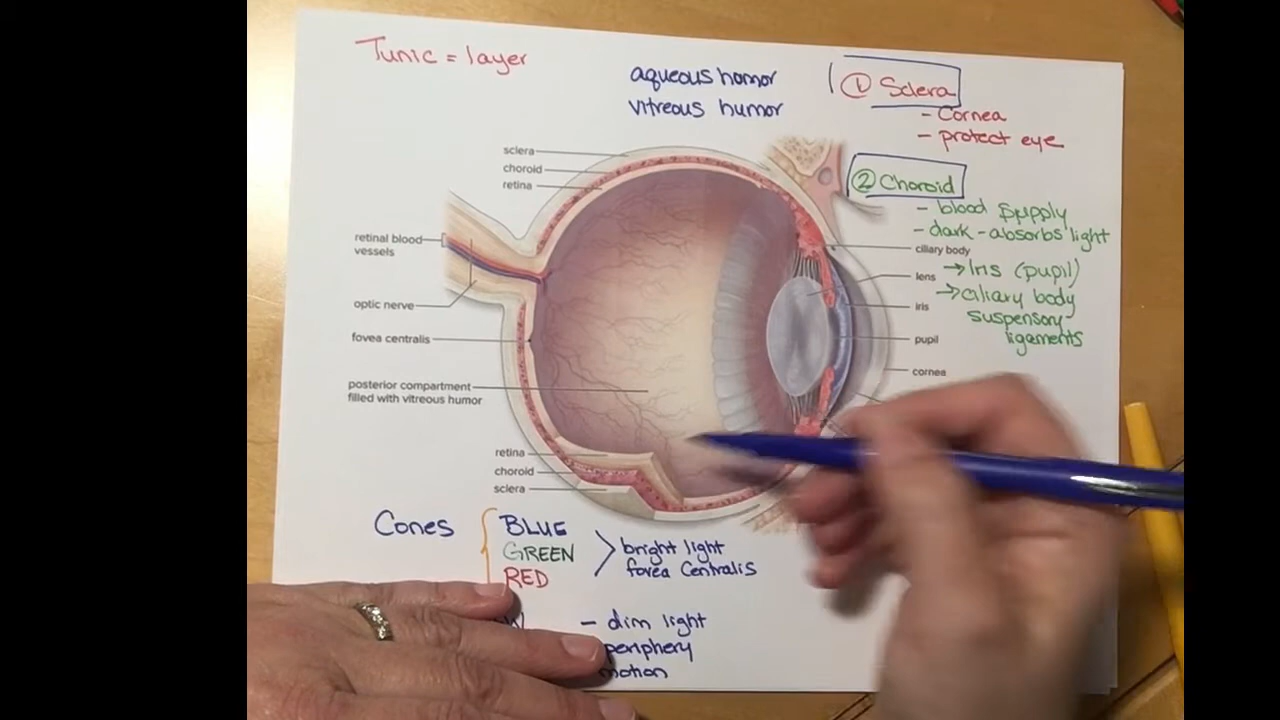 Tunic = layer
aqueous homor
vitreous humor
① Sclera
- Cornea
- protect eye
② Choroid
- blood supply
- dark - absorbs light
→ Iris (pupil)
→ ciliary body
suspensory
ligaments
sclera
choroid
retina
retinal blood
vessels
optic nerve
fovea centralis
posterior compartment
filled with vitreous humor
retina
choroid
sclera
ciliary body
lens
iris
pupil
cornea
Cones
BLUE
GREEN
RED
bright light
fovea Centralis
- dim light
periphery
motion